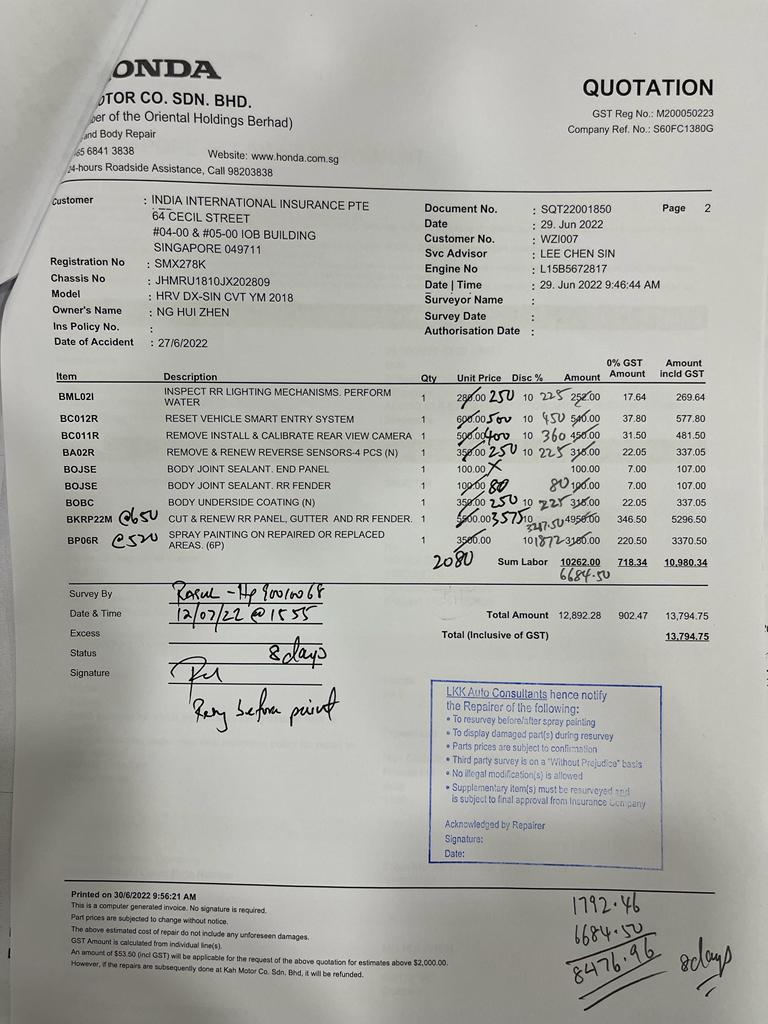 ONDA
OTOR CO. SDN. BHD.
ber of the Oriental Holdings Berhad)
and Body Repair
65 6841 3838 Website: www.honda.com.sg
24-hours Roadside Assistance, Call 98203838
QUOTATION
GST Reg No.: M200050223
Company Ref. No.: S60FC1380G
Customer : INDIA INTERNATIONAL INSURANCE PTE
64 CECIL STREET
#04-00 & #05-00 IOB BUILDING
SINGAPORE 049711
Registration No : SMX278K
Chassis No : JHMRU1810JX202809
Model : HRV DX-SIN CVT YM 2018
Owner's Name : NG HUI ZHEN
Ins Policy No. :
Date of Accident : 27/6/2022
Document No. : SQT22001850 Page 2
Date : 29. Jun 2022
Customer No. : WZI007
Svc Advisor : LEE CHEN SIN
Engine No : L15B5672817
Date | Time : 29. Jun 2022 9:46:44 AM
Surveyor Name :
Survey Date :
Authorisation Date :
0% GST Amount
Item Description Qty Unit Price Disc % Amount Amount incld GST
INSPECT RR LIGHTING MECHANISMS. PERFORM
BML02I WATER 1 280.00 250 10 225 252.00 17.64 269.64
BC012R RESET VEHICLE SMART ENTRY SYSTEM 1 600.00 500 10 450 540.00 37.80 577.80
BC011R REMOVE INSTALL & CALIBRATE REAR VIEW CAMERA 1 500.00 400 10 360 450.00 31.50 481.50
BA02R REMOVE & RENEW REVERSE SENSORS-4 PCS (N) 1 350.00 250 10 225 315.00 22.05 337.05
BOJSE BODY JOINT SEALANT. END PANEL 1 100.00 X 100.00 7.00 107.00
BOJSE BODY JOINT SEALANT. RR FENDER 1 100.00 80 80 100.00 7.00 107.00
BOBC BODY UNDERSIDE COATING (N) 1 350.00 250 10 225 315.00 22.05 337.05
BKRP22M @650 CUT & RENEW RR PANEL, GUTTER AND RR FENDER. 1 5500.00 3575 10 4950.00 346.50 5296.50
BP06R @520 SPRAY PAINTING ON REPAIRED OR REPLACED 1 3500.00 10 1872 3150.00 220.50 3370.50
AREAS. (6P)
2080 Sum Labor 10262.00 718.34 10,980.34
6684.50
Survey By Rasul - Hp 90010068
Date & Time 12/07/22 @ 1555
Excess
Status 8days
Signature
before paint
Total Amount 12,892.28 902.47 13,794.75
Total (Inclusive of GST) 13,794.75
LKK Auto Consultants hence notify
the Repairer of the following:
• To resurvey before/after spray painting
• To display damaged part(s) during resurvey
• Parts prices are subject to confirmation
• Third party survey is on a "Without Prejudice" basis
• No illegal modification(s) is allowed
• Supplementary item(s) must be resurveyed and
is subject to final approval from Insurance Company
Acknowledged by Repairer
Signature:
Date:
Printed on 30/6/2022 9:56:21 AM
This is a computer generated invoice. No signature is required.
Part prices are subjected to change without notice.
The above estimated cost of repair do not include any unforeseen damages.
GST Amount is calculated from individual line(s).
An amount of $53.50 (incl GST) will be applicable for the request of the above quotation for estimates above $2,000.00.
However, if the repairs are subsequently done at Kah Motor Co. Sdn. Bhd, it will be refunded.
1792.46
6684.50
8476.96
8days